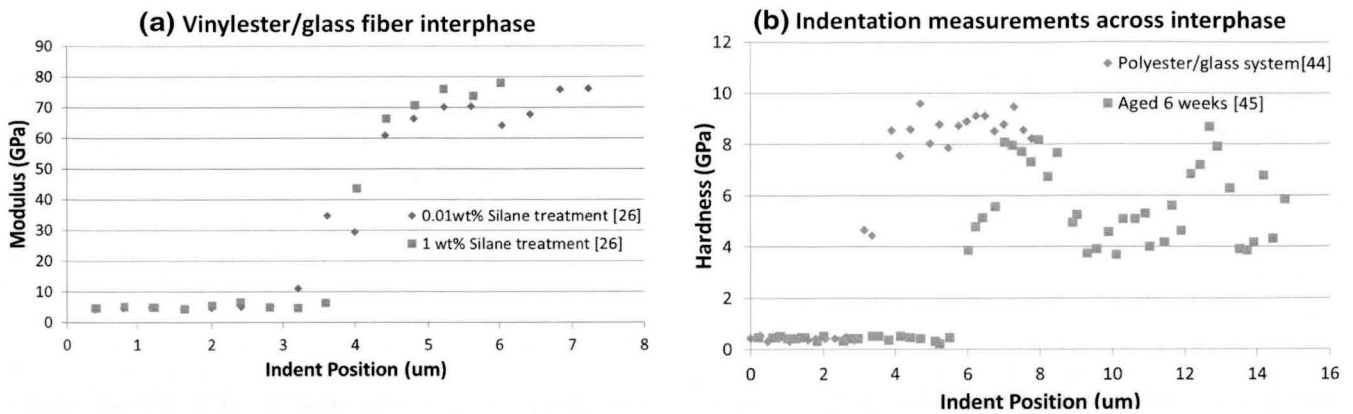 (a) Vinylester/glass fiber interphase
90
80
70
60
50
40
30
20
10
0
Modulus (GPa)
0.01wt% Silane treatment [26]
1 wt% Silane treatment [26]
0 1 2 3 4 5 6 7 8
Indent Position (um)
(b) Indentation measurements across interphase
12
10
8
6
4
2
0
Hardness (GPa)
Polyester/glass system[44]
Aged 6 weeks [45]
0 2 4 6 8 10 12 14 16
Indent Position (um)